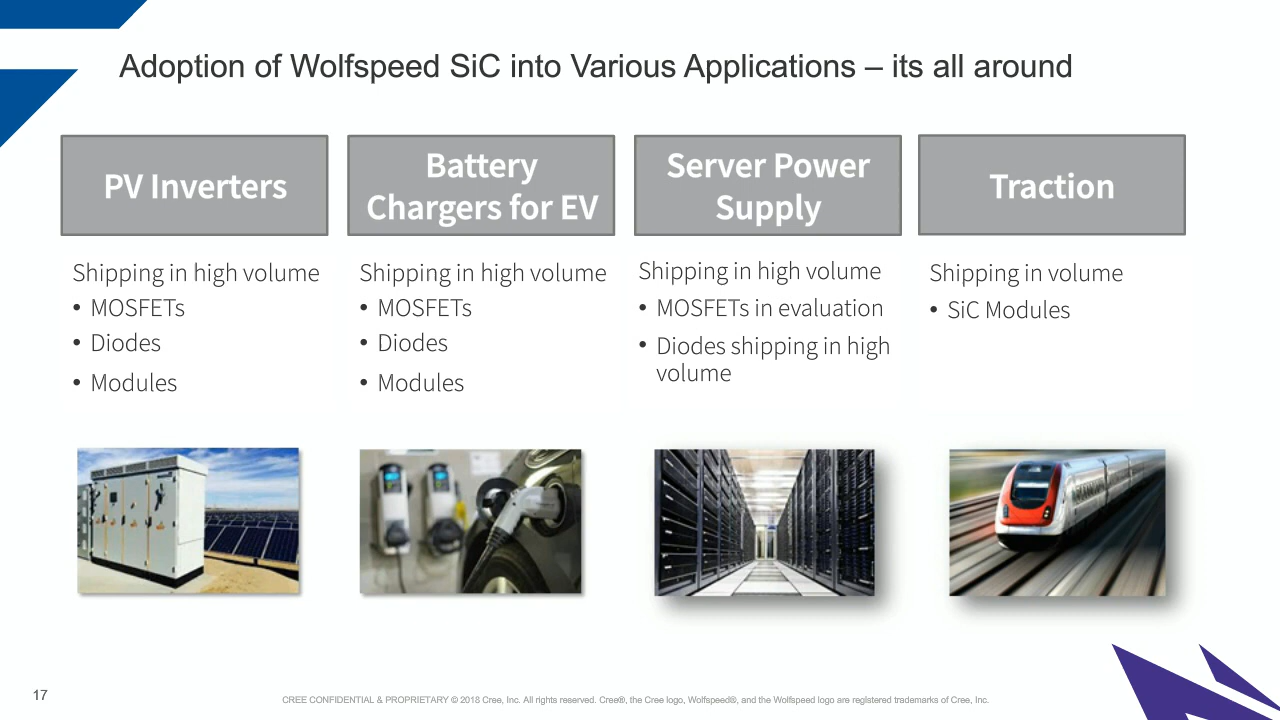 Adoption of Wolfspeed SiC into Various Applications – its all around
PV Inverters
Shipping in high volume
• MOSFETs
• Diodes
• Modules
Battery
Chargers for EV
Shipping in high volume
• MOSFETs
• Diodes
• Modules
Server Power
Supply
Shipping in high volume
• MOSFETs in evaluation
• Diodes shipping in high
volume
Traction
Shipping in volume
• SiC Modules
17
CREE CONFIDENTIAL & PROPRIETARY © 2018 Cree, Inc. All rights reserved. Cree®, the Cree logo, Wolfspeed®, and the Wolfspeed logo are registered trademarks of Cree, Inc.